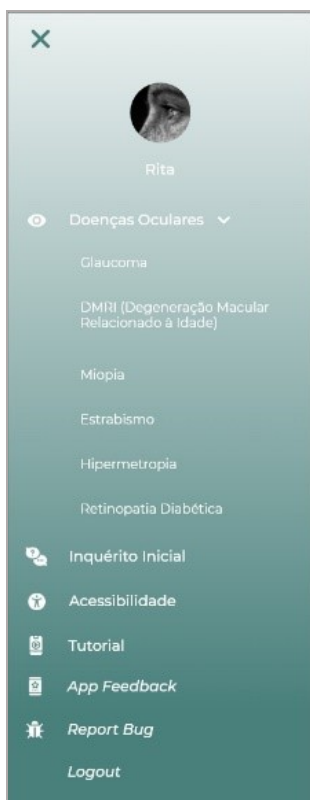 Rita
Doenças Oculares
Glaucoma
DMRI (Degeneração Macular
Relacionado à Idade)
Miopia
Estrabismo
Hipermetropia
Retinopatia Diabética
Inquérito Inicial
Acessibilidade
Tutorial
App Feedback
Report Bug
Logout